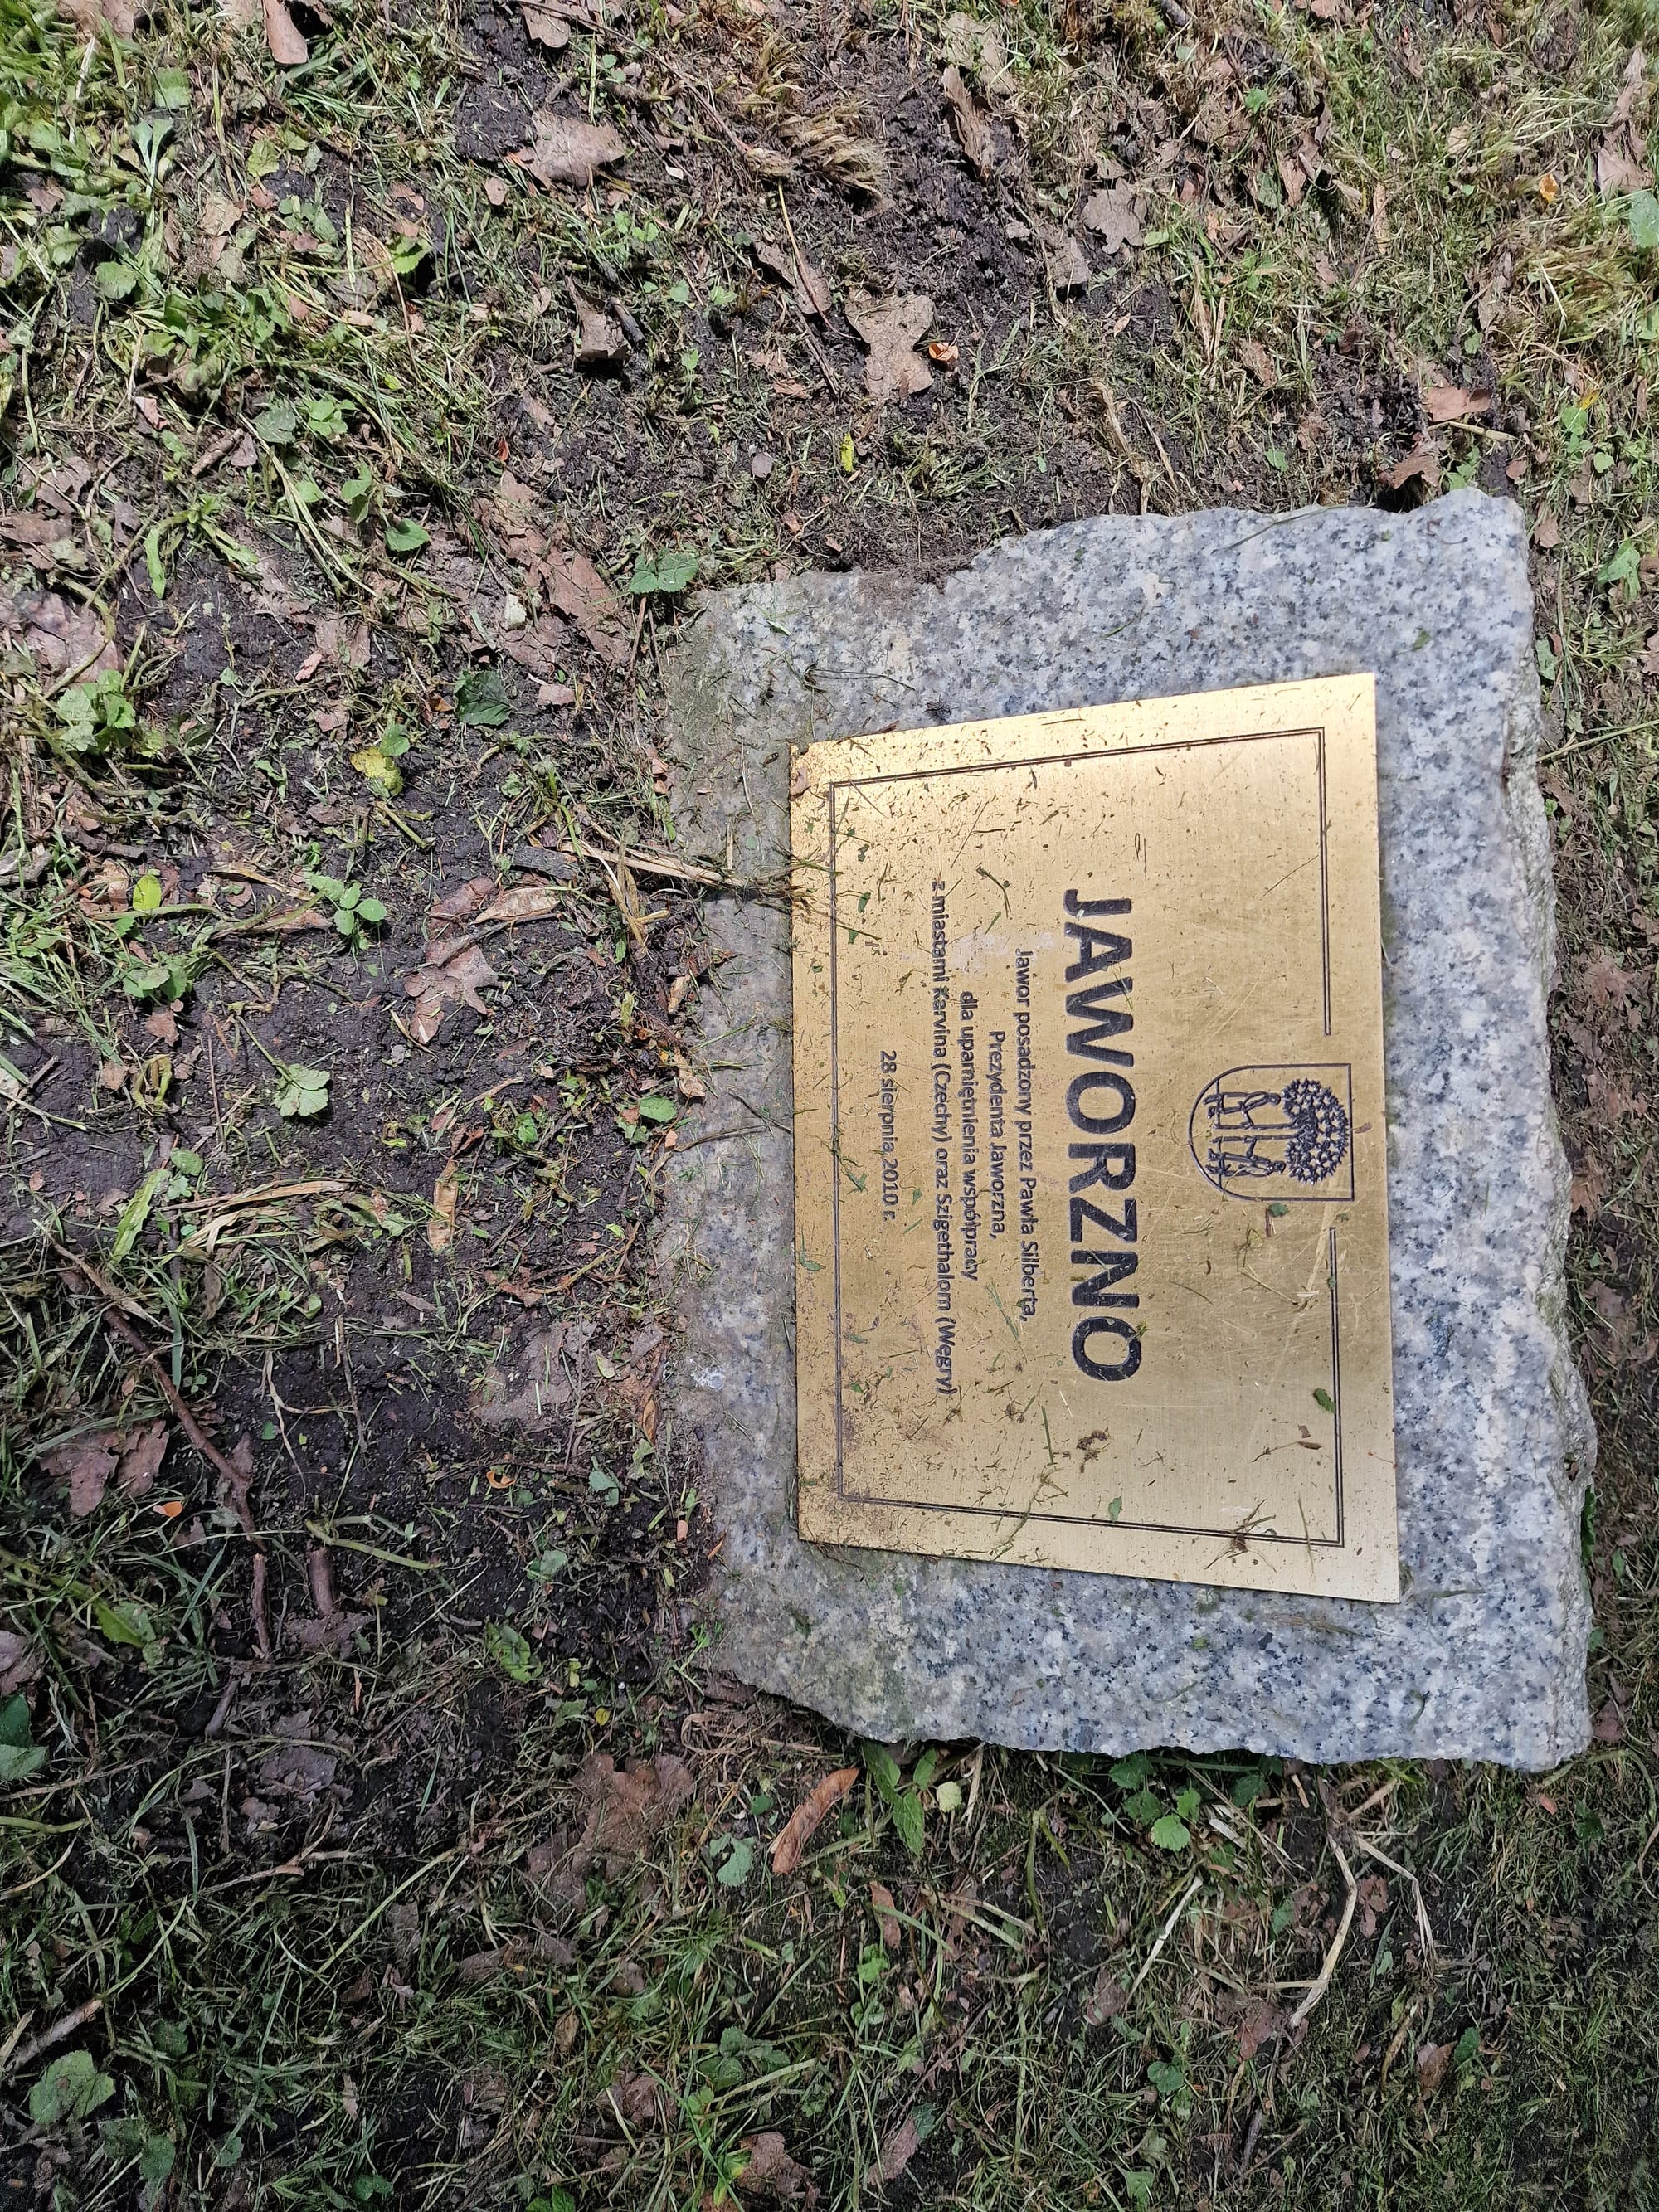 JAWORZNO
Jawor posadzony przez Pawła Silberta,
Prezydenta Jaworzna,
dla upamiętnienia współpracy
z miastami Karvina (Czechy) oraz Szigethalom (Węgry)
28 sierpnia 2010 r.